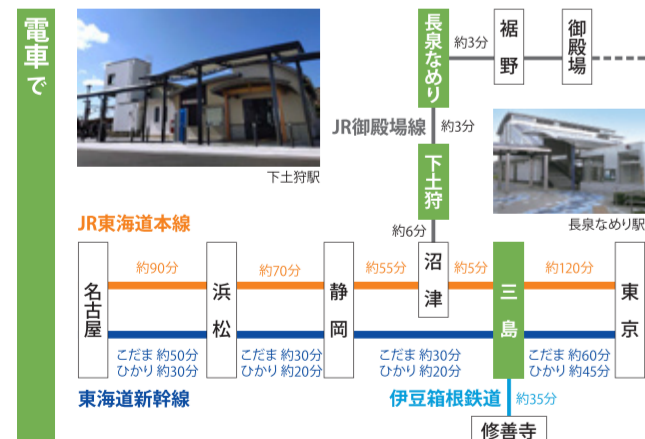 電車で
長泉なめり
約3分
裾野
御殿場
JR御殿場線
約3分
下土狩
下土狩駅
長泉なめり駅
約6分
JR東海道本線
名古屋
約90分
浜松
約70分
静岡
約55分
沼津
約5分
三島
約120分
東京
こだま 約50分
ひかり 約30分
こだま 約30分
ひかり 約20分
こだま 約30分
ひかり 約20分
こだま 約60分
ひかり 約45分
東海道新幹線
伊豆箱根鉄道
約35分
修善寺